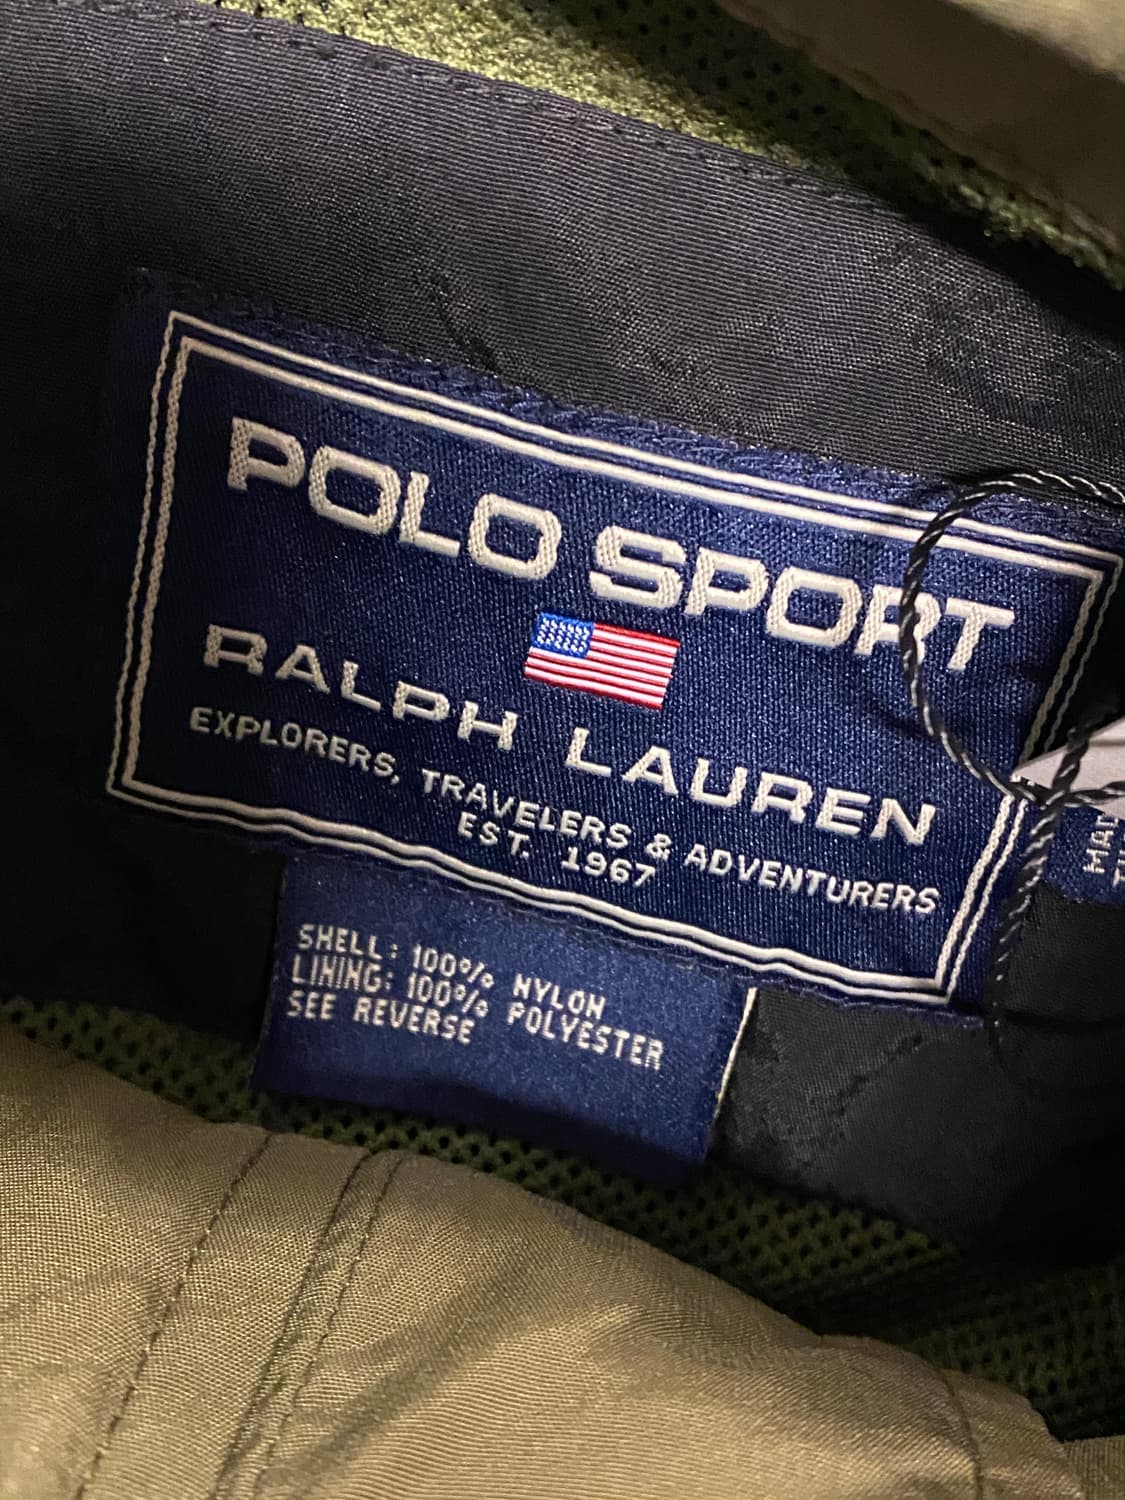 POLO SPORT
RALPH LAUREN
EXPLORERS, TRAVELERS & ADVENTURERS
EST. 1967
SHELL: 100% NYLON
LINING: 100% POLYESTER
SEE REVERSE